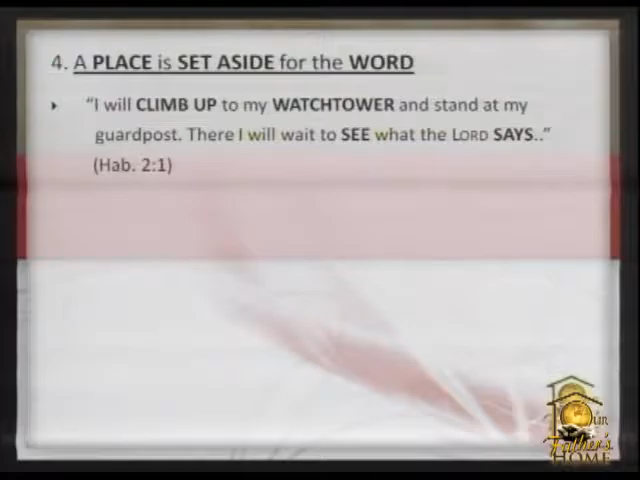 4. A PLACE is SET ASIDE for the WORD
‣ “I will CLIMB UP to my WATCHTOWER and stand at my
guardpost. There I will wait to SEE what the LORD SAYS..”
(Hab. 2:1)
Our
Father's
HOME